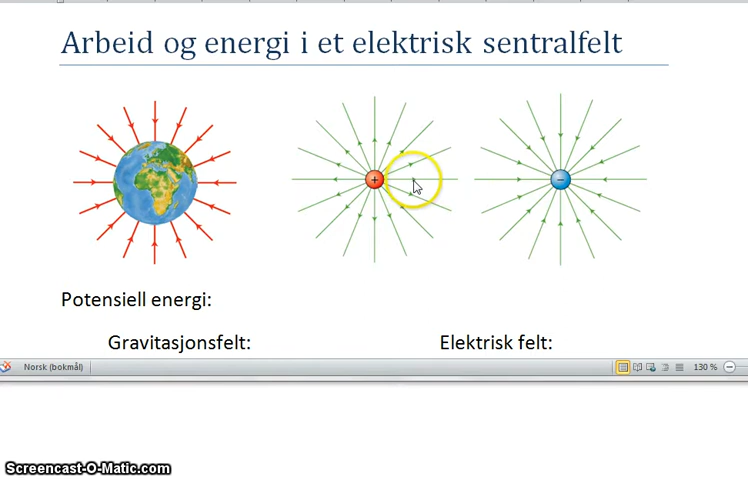 Arbeid og energi i et elektrisk sentralfelt
+
−
Potensiell energi:
Gravitasjonsfelt:
Elektrisk felt:
Norsk (bokmål)
130 %
Screencast-O-Matic.com